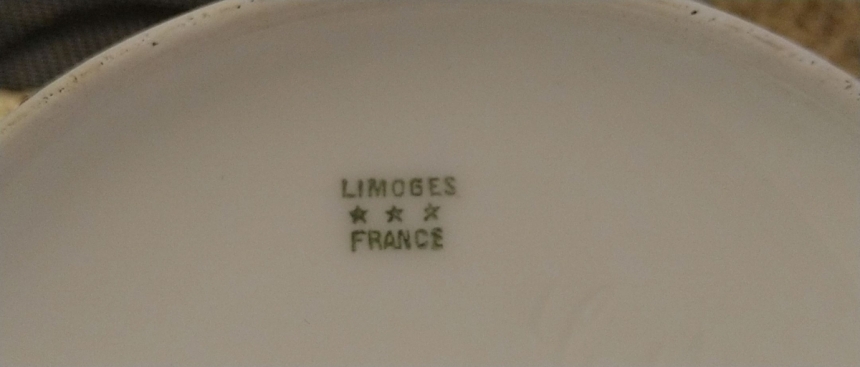 LIMOGES
★ ★ ★
FRANCE